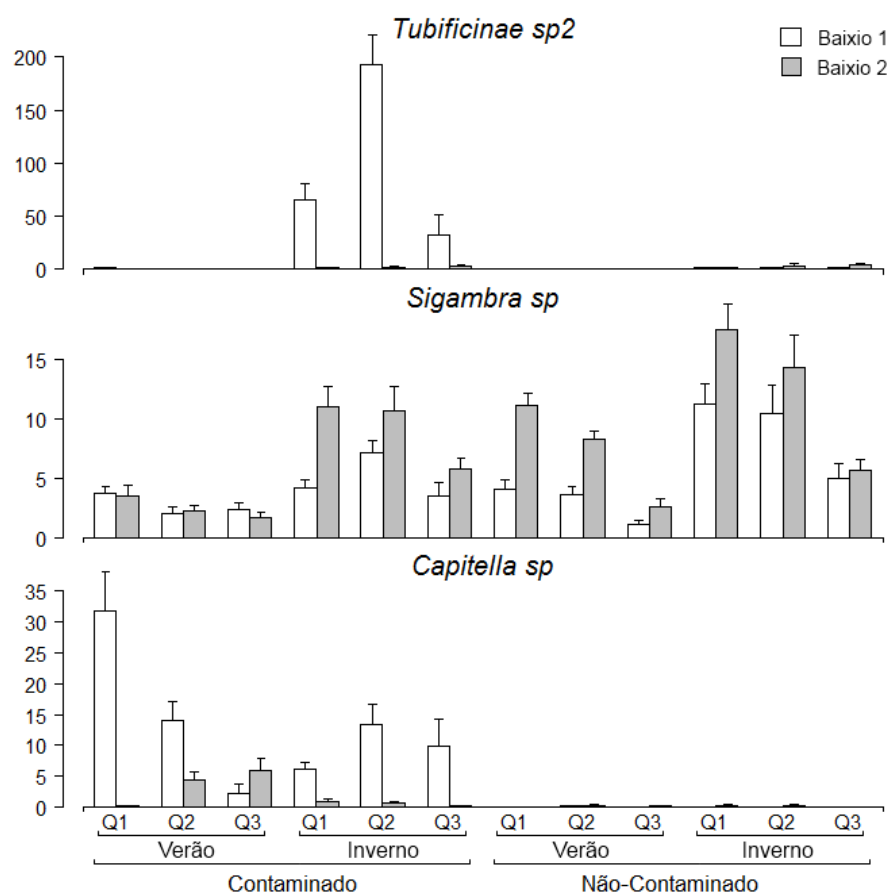 Tubificinae sp2
Baixio 1
Baixio 2
200
150
100
50
0
Sigambra sp
15
10
5
0
Capitella sp
35
30
25
20
15
10
5
0
Q1 Q2 Q3 Q1 Q2 Q3 Q1 Q2 Q3 Q1 Q2 Q3
Verão Inverno Verão Inverno
Contaminado Não-Contaminado